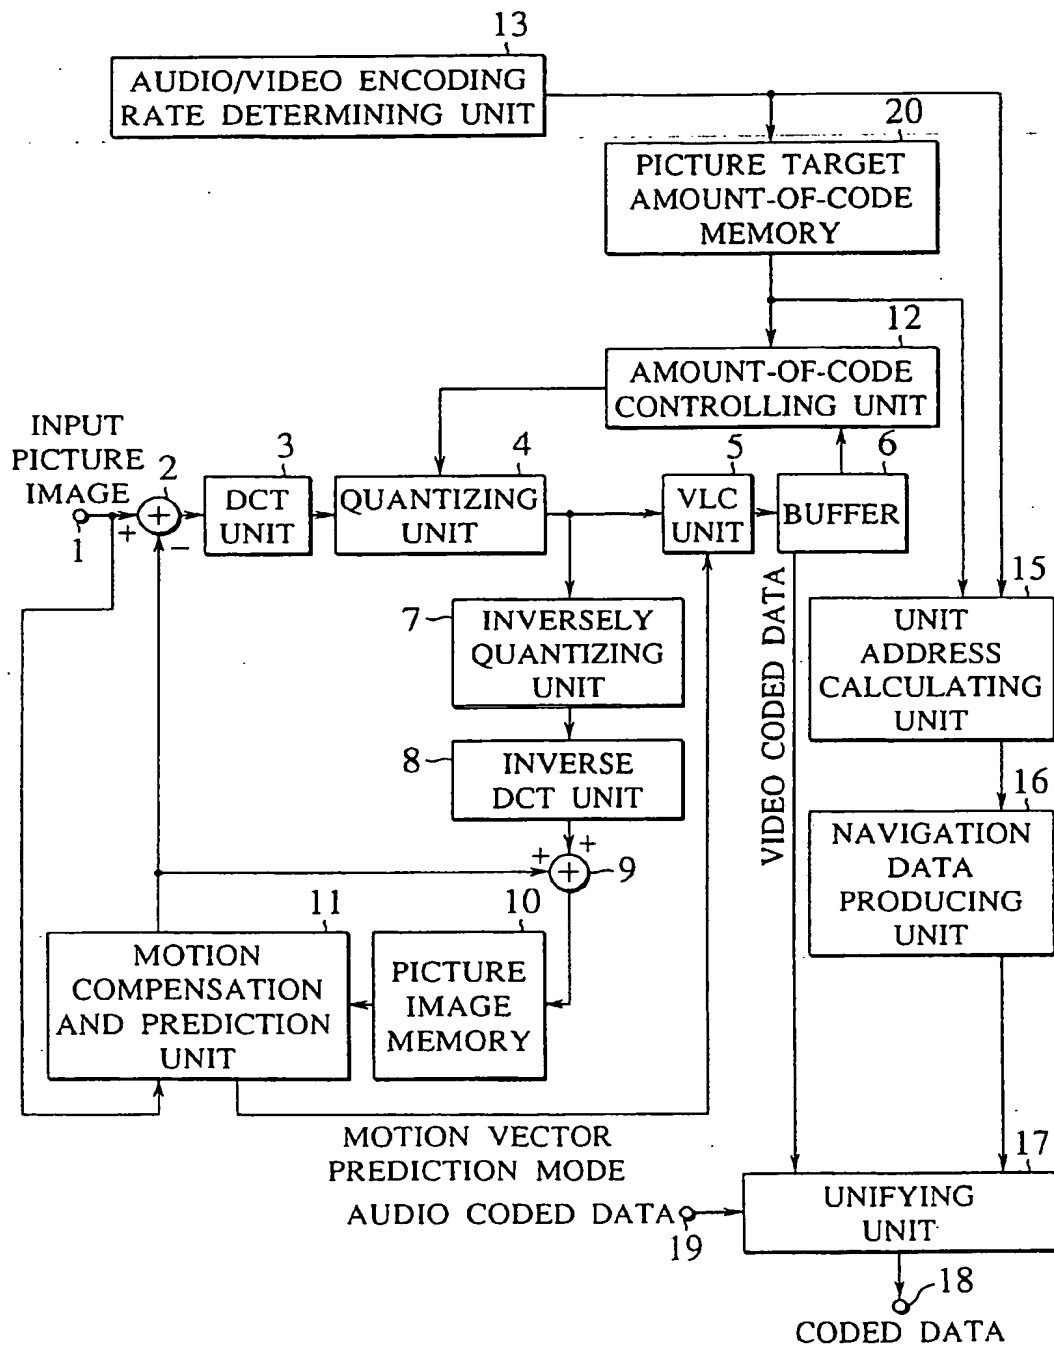 13
AUDIO/VIDEO ENCODING
RATE DETERMINING UNIT
20
PICTURE TARGET
AMOUNT-OF-CODE
MEMORY
12
AMOUNT-OF-CODE
CONTROLLING UNIT
INPUT
PICTURE
IMAGE
1
+
−
2
+
3
DCT
UNIT
4
QUANTIZING
UNIT
5
VLC
UNIT
6
BUFFER
7
INVERSELY
QUANTIZING
UNIT
8
INVERSE
DCT UNIT
+
+
+
9
10
PICTURE
IMAGE
MEMORY
11
MOTION
COMPENSATION
AND PREDICTION
UNIT
MOTION VECTOR
PREDICTION MODE
VIDEO CODED DATA
15
UNIT
ADDRESS
CALCULATING
UNIT
16
NAVIGATION
DATA
PRODUCING
UNIT
AUDIO CODED DATA
19
17
UNIFYING
UNIT
18
CODED DATA